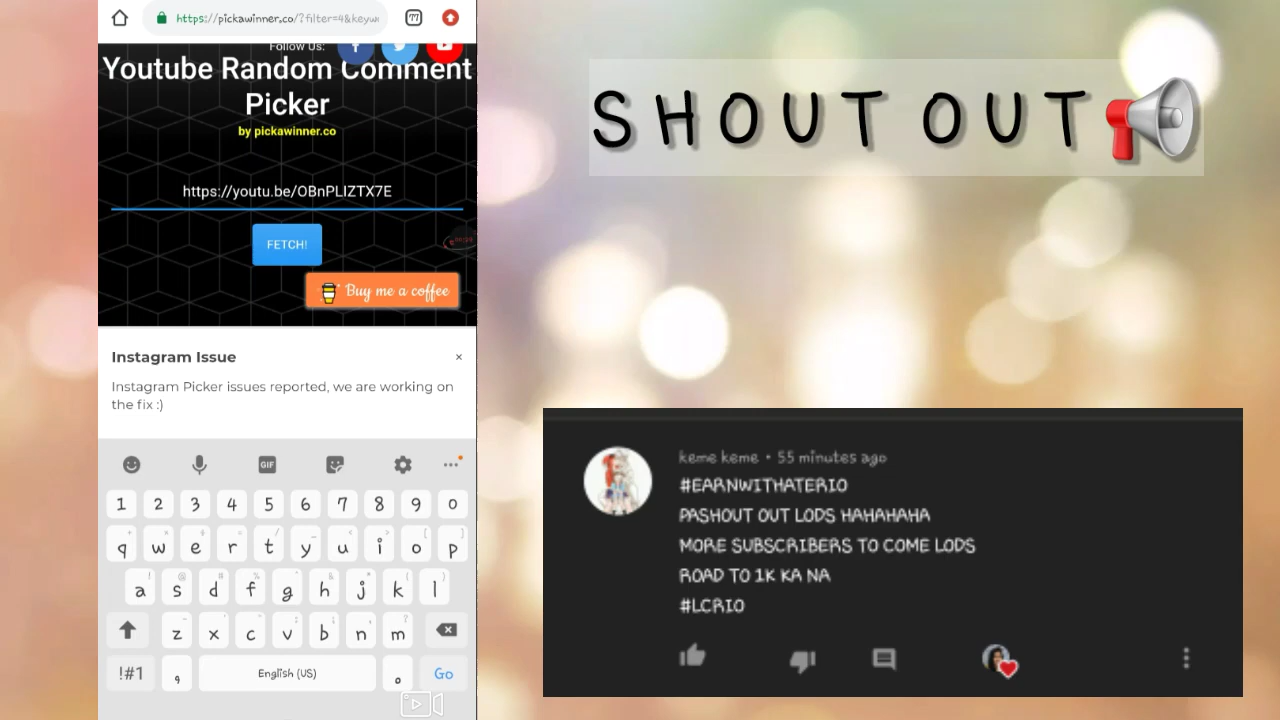 https://pickawinner.co/?filter=4&keyw
Follow Us:
Youtube Random Comment
Picker
by pickawinner.co
https://youtu.be/OBnPLIZTX7E
FETCH!
Buy me a coffee
Instagram Issue
×
Instagram Picker issues reported, we are working on
the fix :)
GIF
1 2 3 4 5 6 7 8 9 0
q w e r t y u i o p
a s d f g h j k l
z x c v b n m
!#1 , English (US) . Go
SHOUT OUT
keme keme • 55 minutes ago
#EARNWITHATERIO
PASHOUT OUT LODS HAHAHAHA
MORE SUBSCRIBERS TO COME LODS
ROAD TO 1K KA NA
#LCRIO